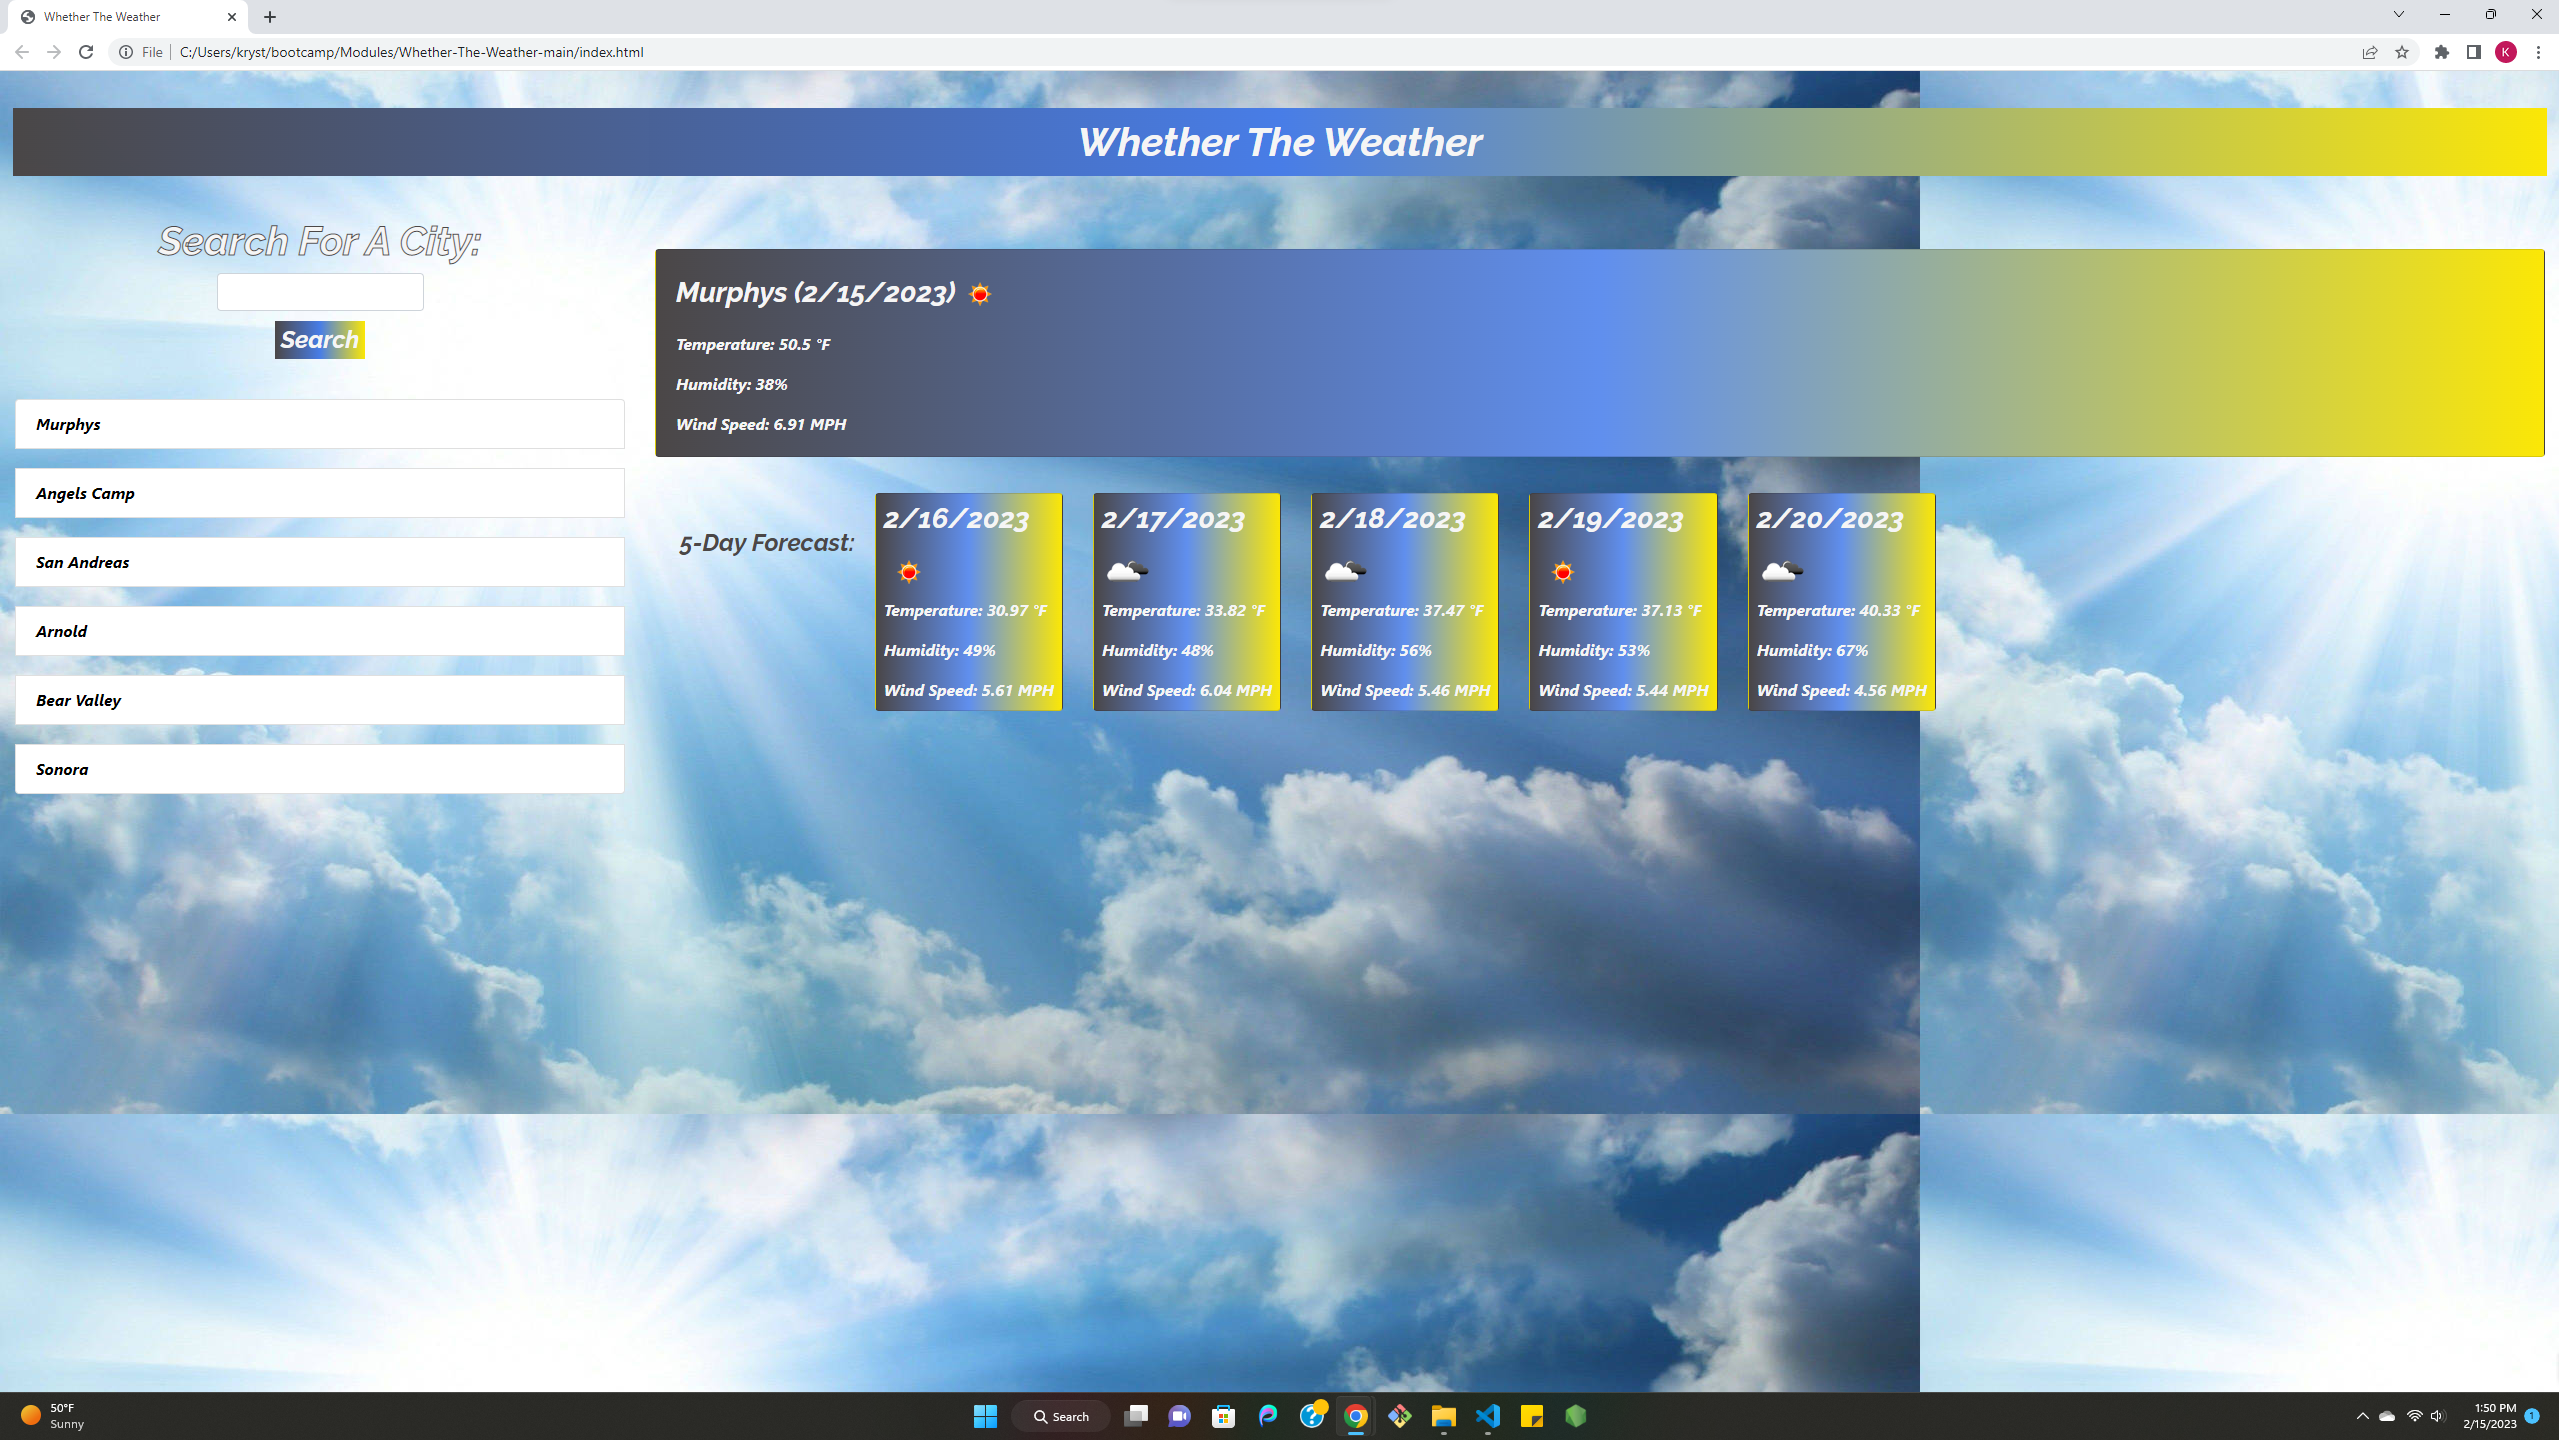 Whether The Weather
File
C:/Users/kryst/bootcamp/Modules/Whether-The-Weather-main/index.html
K
Whether The Weather
Search For A City:
Search
Murphys
Angels Camp
San Andreas
Arnold
Bear Valley
Sonora
Murphys (2/15/2023)
Temperature: 50.5 °F
Humidity: 38%
Wind Speed: 6.91 MPH
5-Day Forecast:
2/16/2023
Temperature: 30.97 °F
Humidity: 49%
Wind Speed: 5.61 MPH
2/17/2023
Temperature: 33.82 °F
Humidity: 48%
Wind Speed: 6.04 MPH
2/18/2023
Temperature: 37.47 °F
Humidity: 56%
Wind Speed: 5.46 MPH
2/19/2023
Temperature: 37.13 °F
Humidity: 53%
Wind Speed: 5.44 MPH
2/20/2023
Temperature: 40.33 °F
Humidity: 67%
Wind Speed: 4.56 MPH
50°F
Sunny
Search
1:50 PM
2/15/2023
1